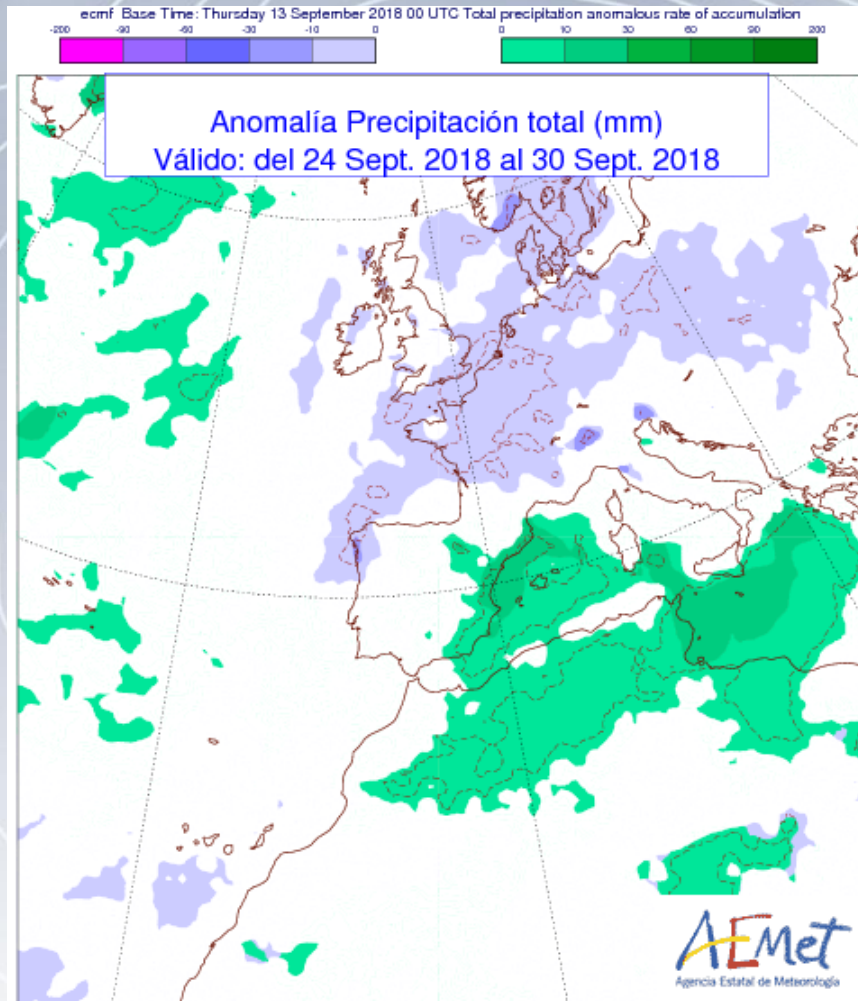 ecmf Base Time: Thursday 13 September 2018 00 UTC Total precipitation anomalous rate of accumulation
-200 -90 -60 -30 -10 0 0 10 30 60 90 200
Anomalía Precipitación total (mm)
Válido: del 24 Sept. 2018 al 30 Sept. 2018
AEMet
Agencia Estatal de Meteorología